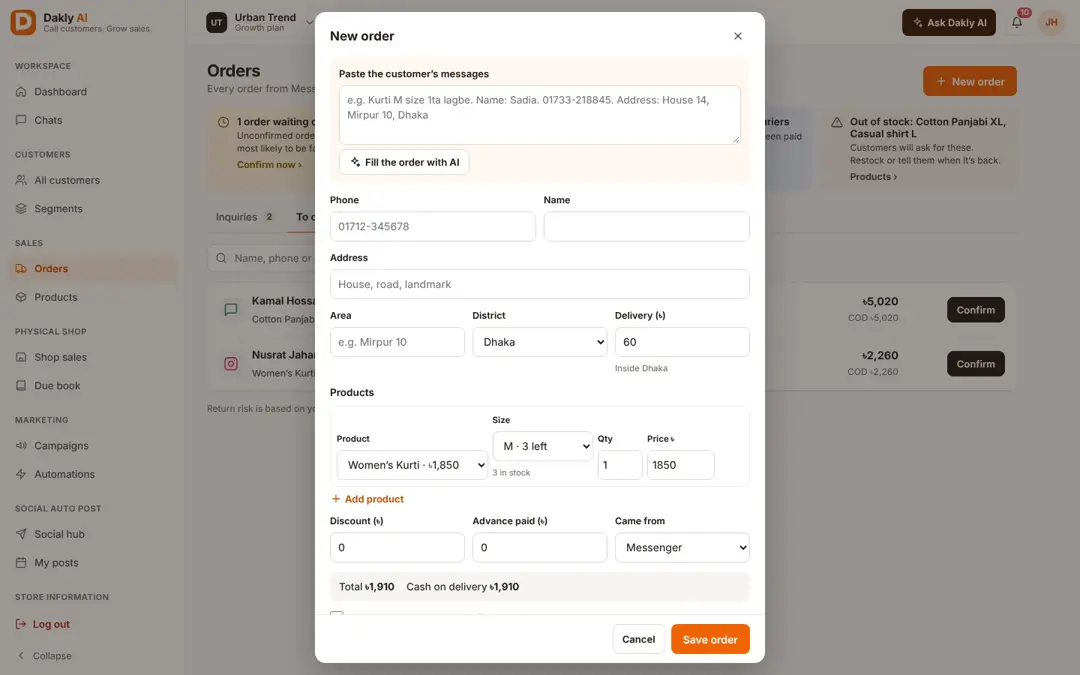 Dakly AI
Call customers. Grow sales.
UT
Urban Trend
Growth plan
Ask Dakly AI
10
JH
WORKSPACE
Dashboard
Chats
CUSTOMERS
All customers
Segments
SALES
Orders
Products
PHYSICAL SHOP
Shop sales
Due book
MARKETING
Campaigns
Automations
SOCIAL AUTO POST
Social hub
My posts
STORE INFORMATION
Log out
Collapse
Orders
Every order from Mess
New order
1 order waiting
Unconfirmed order
most likely to be fa
Confirm now ›
uriers
een paid
Out of stock: Cotton Panjabi XL,
Casual shirt L
Customers will ask for these.
Restock or tell them when it's back.
Products ›
Inquiries 2
To c
Name, phone or
Kamal Hossa
Cotton Panjab
৳5,020
COD ৳5,020
Confirm
Nusrat Jahar
Women's Kurti
৳2,260
COD ৳2,260
Confirm
Return risk is based on yo
New order
Paste the customer's messages
e.g. Kurti M size 1ta lagbe. Name: Sadia. 01733-218845. Address: House 14,
Mirpur 10, Dhaka
Fill the order with AI
Phone
Name
01712-345678
Address
House, road, landmark
Area
District
Delivery (৳)
e.g. Mirpur 10
Dhaka
60
Inside Dhaka
Products
Product
Size
Qty
Price ৳
Women's Kurti · ৳1,850
M · 3 left
1
1850
3 in stock
+ Add product
Discount (৳)
Advance paid (৳)
Came from
0
0
Messenger
Total ৳1,910 Cash on delivery ৳1,910
Cancel
Save order